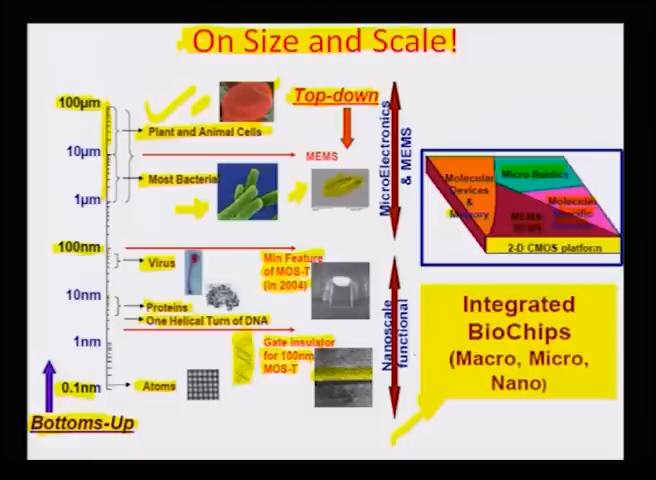 On Size and Scale!
100µm
Top-down
Plant and Animal Cells
10µm
MEMS
Most Bacterial
1µm
MicroElectronics
& MEMS
100nm
Virus
Min Feature
of MOS-T
(in 2004)
10nm
Proteins
One Helical Turn of DNA
1nm
Gate Insulator
for 100nm
MOS-T
Nanoscale
functional
0.1nm
Atoms
Bottoms-Up
Molecular
Devices
&
Memory
Micro-fluidics
Molecular
Specific
MEMS
2-D CMOS platform
Integrated
BioChips
(Macro, Micro,
Nano)